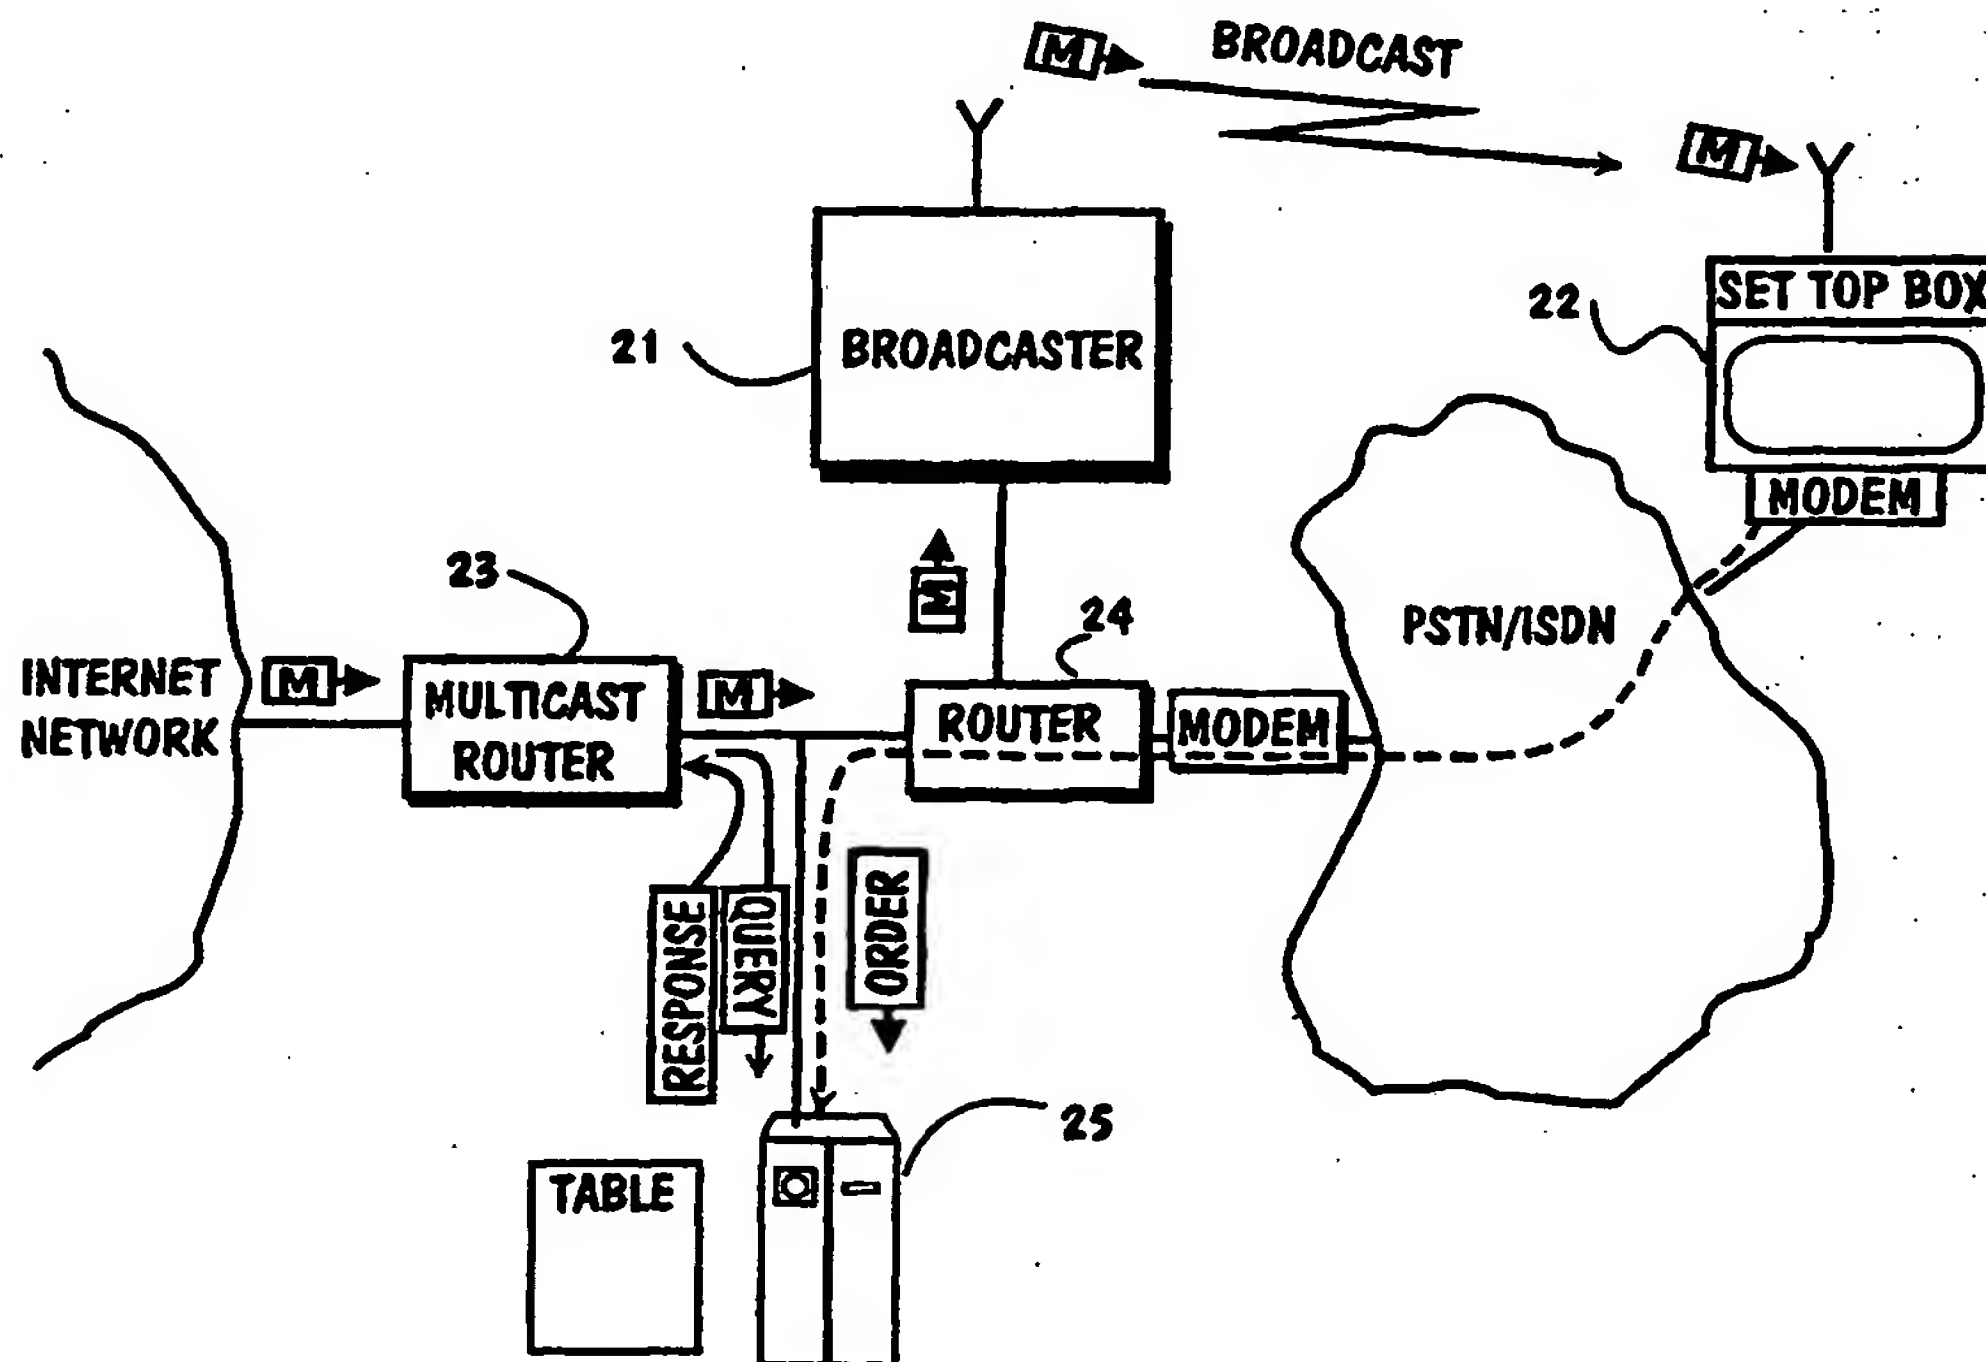 M
BROADCAST
M
SET TOP BOX
22
21
BROADCASTER
MODEM
23
M
24
PSTN/ISDN
INTERNET
NETWORK
M
MULTICAST
ROUTER
M
ROUTER
MODEM
RESPONSE
QUERY
ORDER
25
TABLE